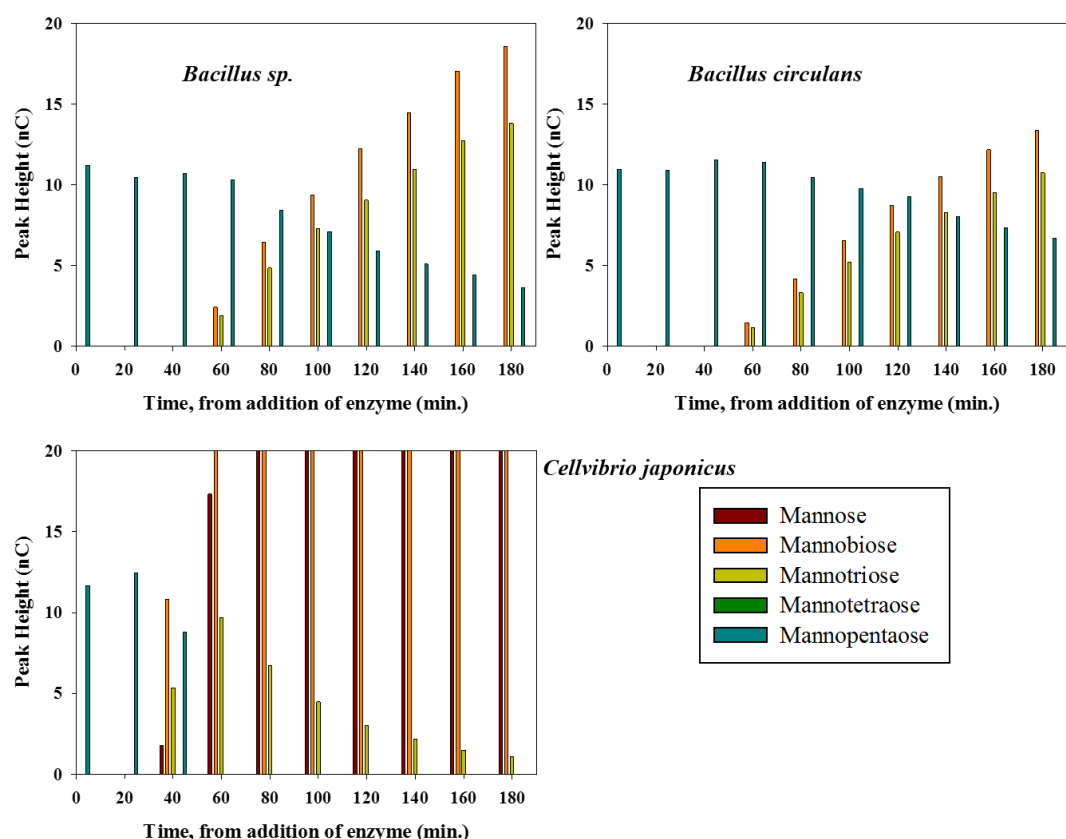 20
15
10
5
0
Peak Height (nC)
Bacillus sp.
0 20 40 60 80 100 120 140 160 180
Time, from addition of enzyme (min.)
20
15
10
5
0
Peak Height (nC)
Bacillus circulans
0 20 40 60 80 100 120 140 160 180
Time, from addition of enzyme (min.)
20
15
10
5
0
Peak Height (nC)
Cellvibrio japonicus
0 20 40 60 80 100 120 140 160 180
Time, from addition of enzyme (min.)
Mannose
Mannobiose
Mannotriose
Mannotetraose
Mannopentaose